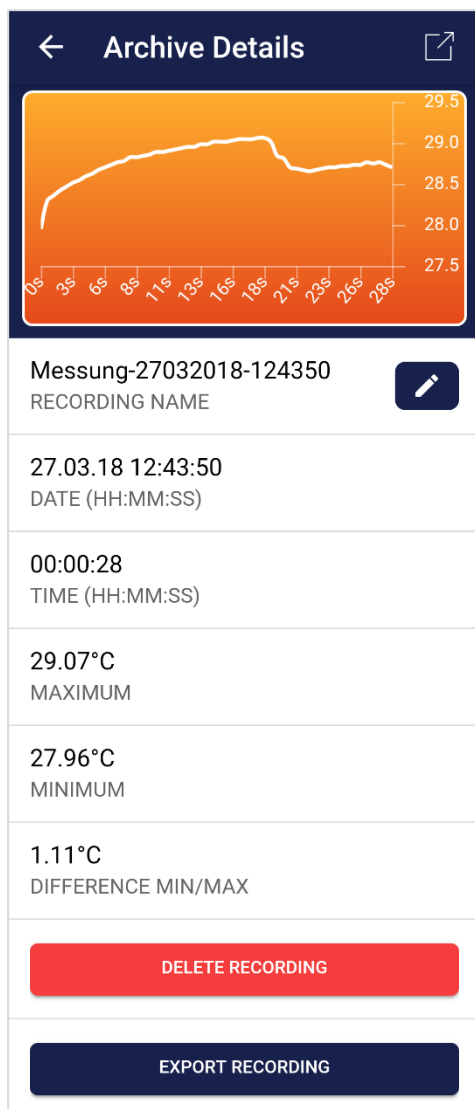 Archive Details
29.5
29.0
28.5
28.0
27.5
0s 3s 6s 8s 11s 13s 16s 18s 21s 23s 26s 28s
Messung-27032018-124350
RECORDING NAME
27.03.18 12:43:50
DATE (HH:MM:SS)
00:00:28
TIME (HH:MM:SS)
29.07°C
MAXIMUM
27.96°C
MINIMUM
1.11°C
DIFFERENCE MIN/MAX
DELETE RECORDING
EXPORT RECORDING